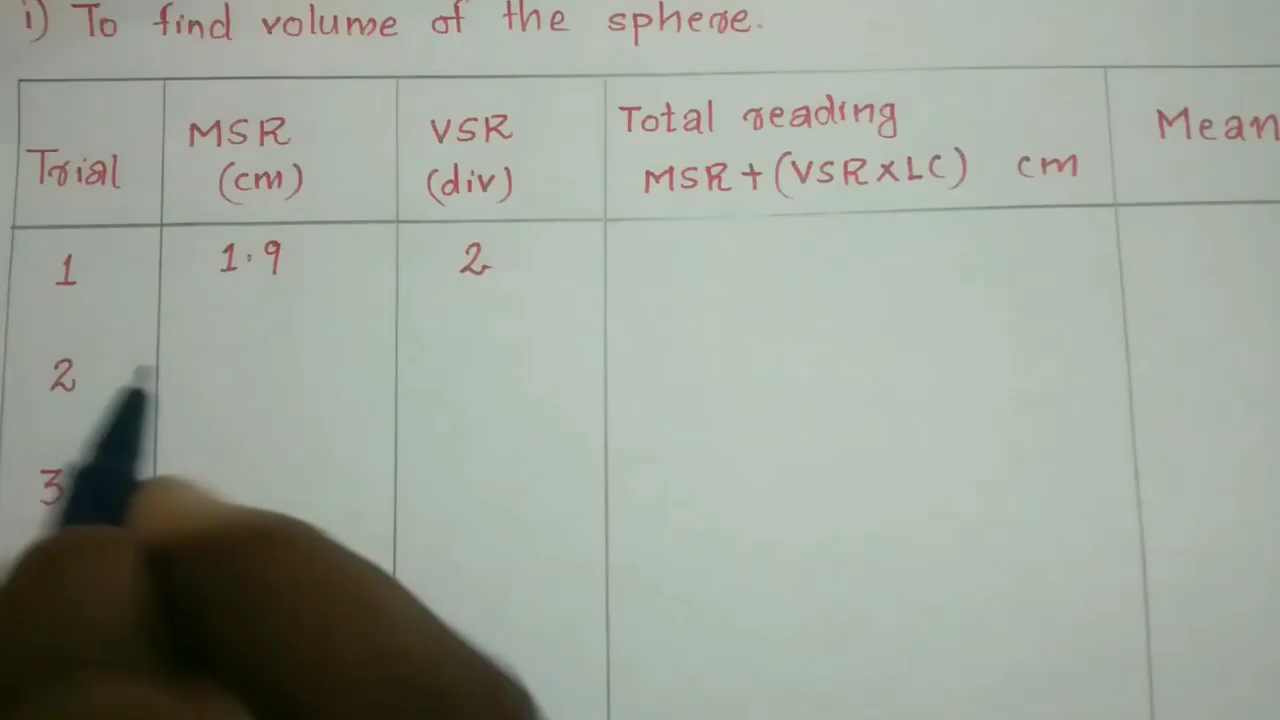 i) To find volume of the sphere.
Trial MSR (cm) VSR (div) Total reading MSR + (VSR X LC) cm Mean
1 1.9 2
2
3